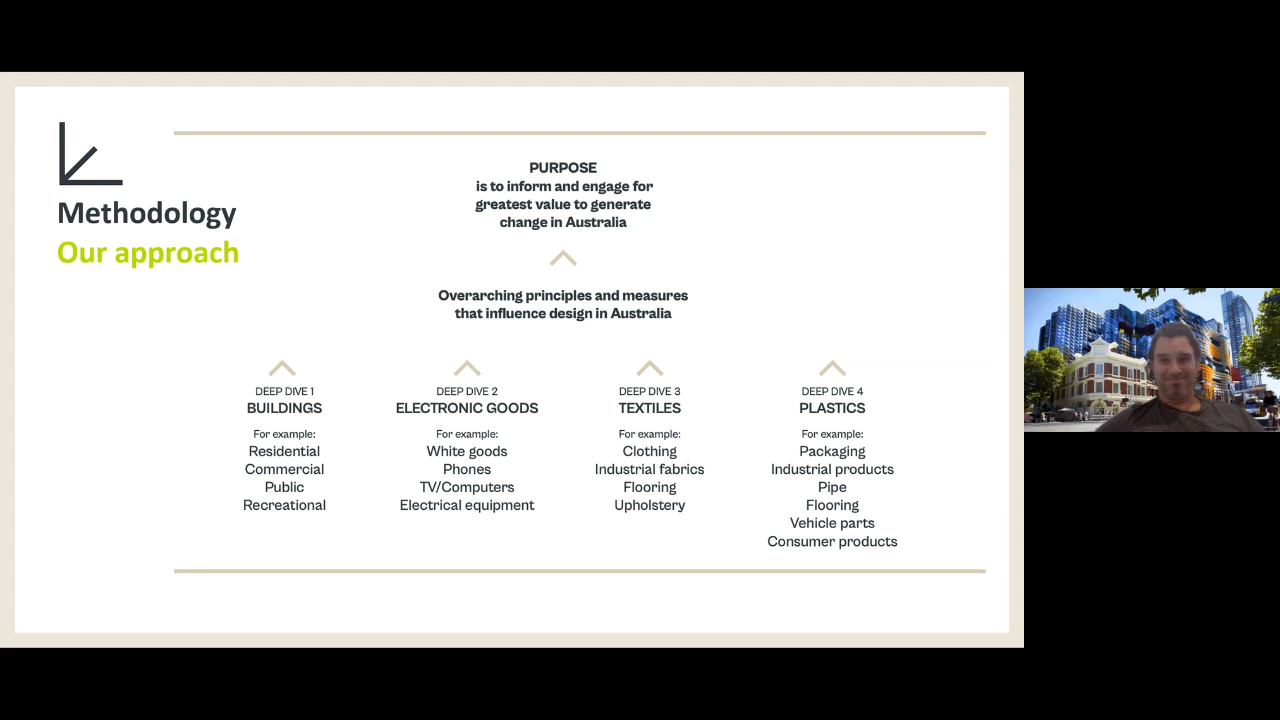 Methodology
Our approach
PURPOSE
is to inform and engage for
greatest value to generate
change in Australia
Overarching principles and measures
that influence design in Australia
DEEP DIVE 1
BUILDINGS
For example:
Residential
Commercial
Public
Recreational
DEEP DIVE 2
ELECTRONIC GOODS
For example:
White goods
Phones
TV/Computers
Electrical equipment
DEEP DIVE 3
TEXTILES
For example:
Clothing
Industrial fabrics
Flooring
Upholstery
DEEP DIVE 4
PLASTICS
For example:
Packaging
Industrial products
Pipe
Flooring
Vehicle parts
Consumer products